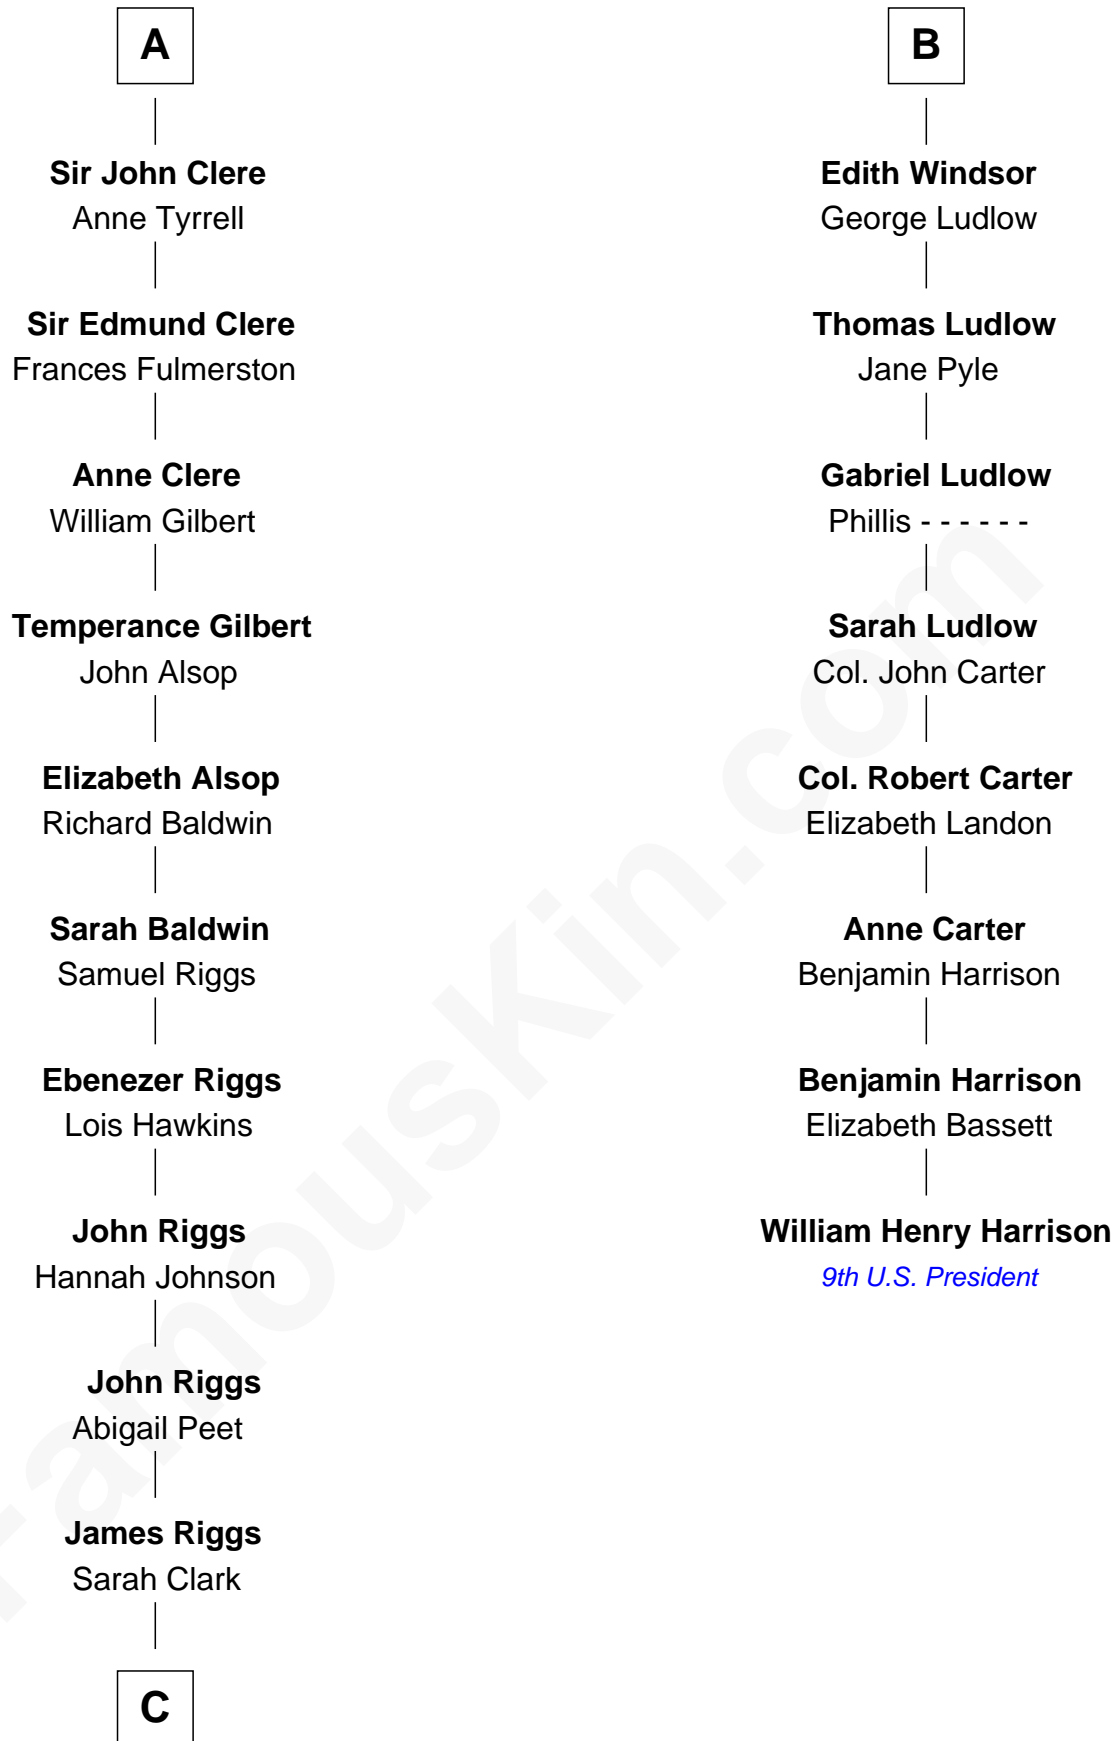 A
Sir John Clere
Anne Tyrrell
Sir Edmund Clere
Frances Fulmerston
Anne Clere
William Gilbert
Temperance Gilbert
John Alsop
Elizabeth Alsop
Richard Baldwin
Sarah Baldwin
Samuel Riggs
Ebenezer Riggs
Lois Hawkins
John Riggs
Hannah Johnson
John Riggs
Abigail Peet
James Riggs
Sarah Clark
C
B
Edith Windsor
George Ludlow
Thomas Ludlow
Jane Pyle
Gabriel Ludlow
Phillis - - - - - -
Sarah Ludlow
Col. John Carter
Col. Robert Carter
Elizabeth Landon
Anne Carter
Benjamin Harrison
Benjamin Harrison
Elizabeth Bassett
William Henry Harrison
9th U.S. President
FamousKin.com